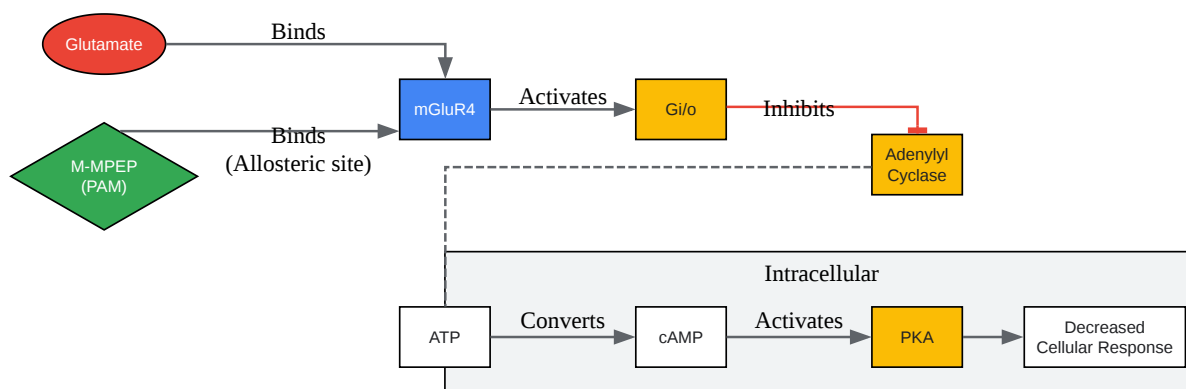 Glutamate
Binds
mGluR4
Activates
Gi/o
Inhibits
M-MPEP
(PAM)
Binds
(Allosteric site)
Adenylyl
Cyclase
Intracellular
ATP
Converts
cAMP
Activates
PKA
Decreased
Cellular Response